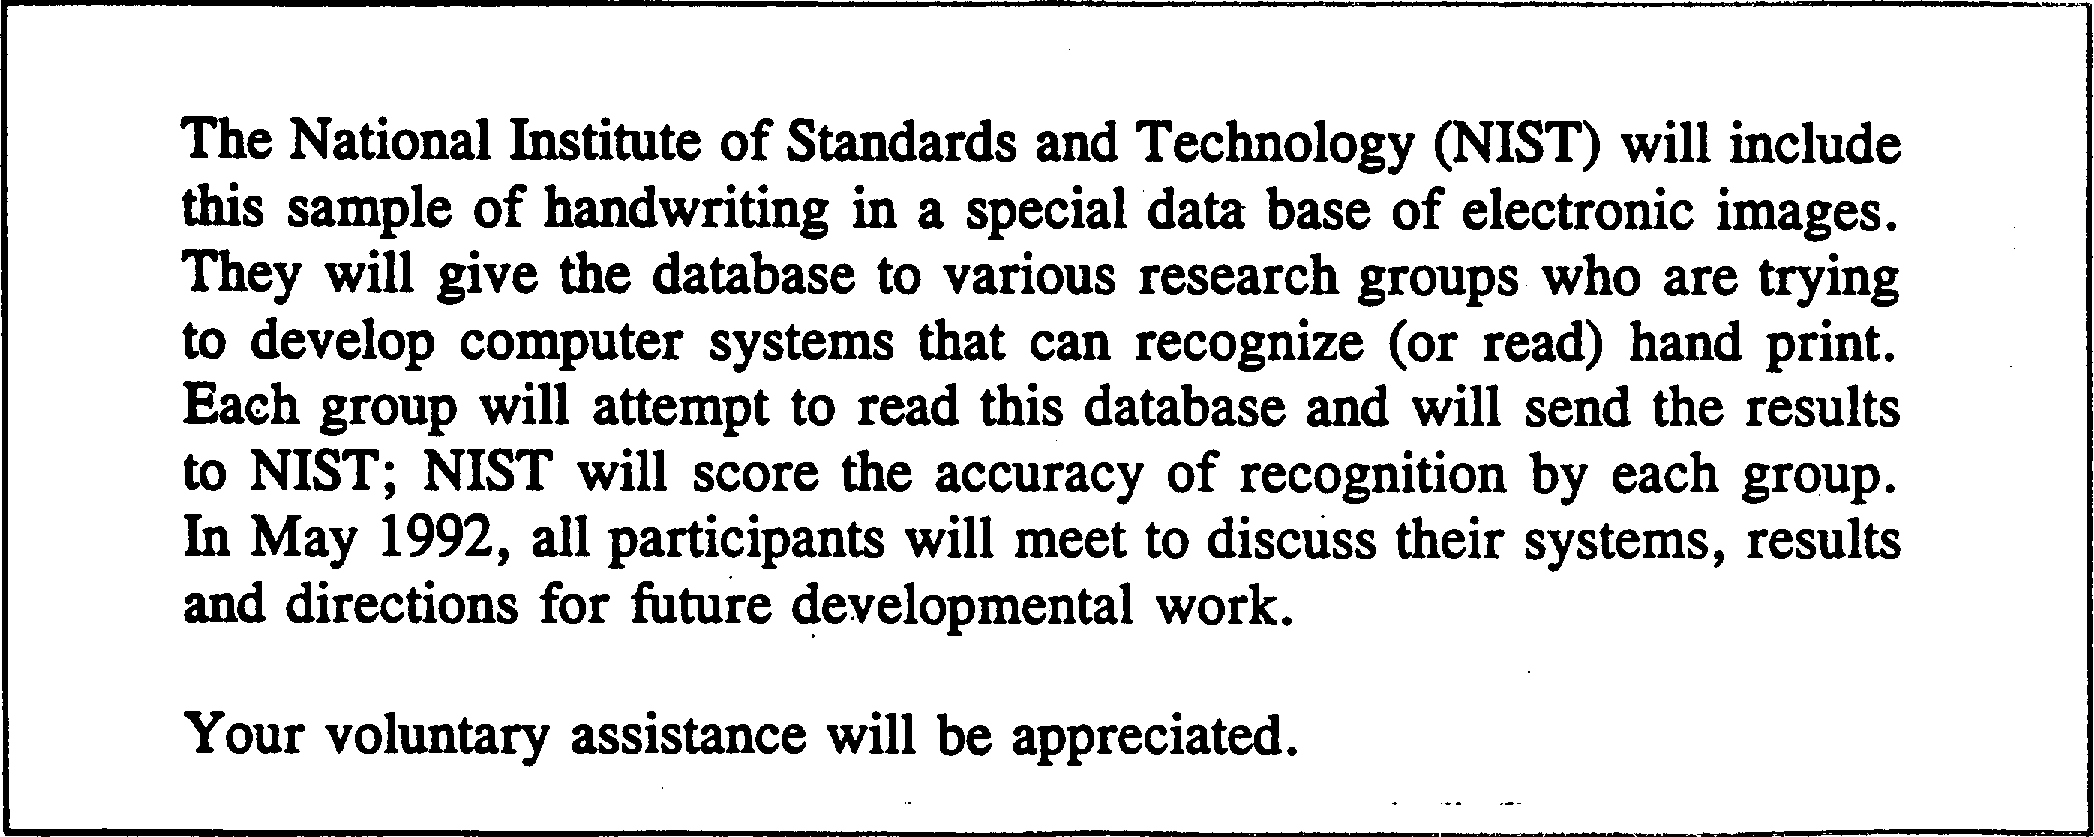 The National Institute of Standards and Technology (NIST) will include
this sample of handwriting in a special data base of electronic images.
They will give the database to various research groups who are trying
to develop computer systems that can recognize (or read) hand print.
Each group will attempt to read this database and will send the results
to NIST; NIST will score the accuracy of recognition by each group.
In May 1992, all participants will meet to discuss their systems, results
and directions for future developmental work.
Your voluntary assistance will be appreciated.